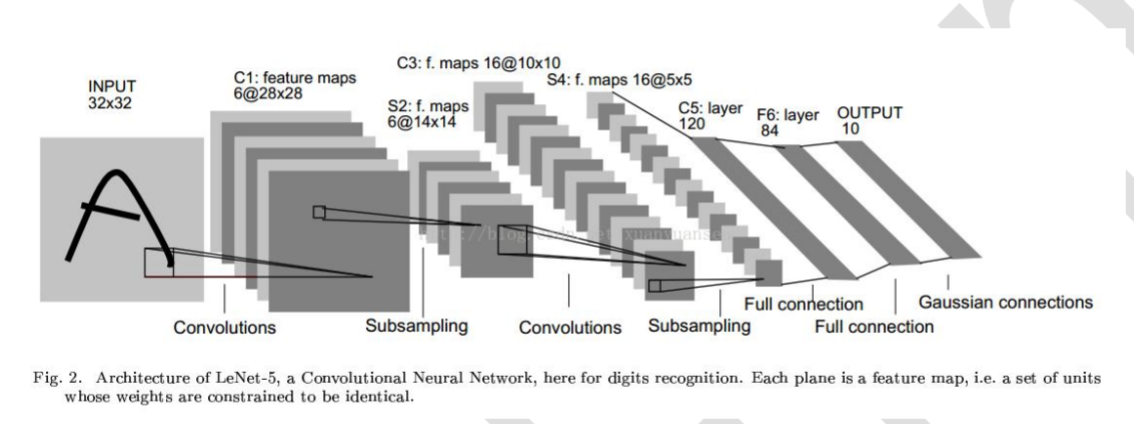 INPUT
32x32
C1: feature maps
6@28x28
S2: f. maps
6@14x14
C3: f. maps 16@10x10
S4: f. maps 16@5x5
C5: layer
120
F6: layer
84
OUTPUT
10
Convolutions
Subsampling
Convolutions
Subsampling
Full connection
Full connection
Gaussian connections
Fig. 2. Architecture of LeNet-5, a Convolutional Neural Network, here for digits recognition. Each plane is a feature map, i.e. a set of units
whose weights are constrained to be identical.